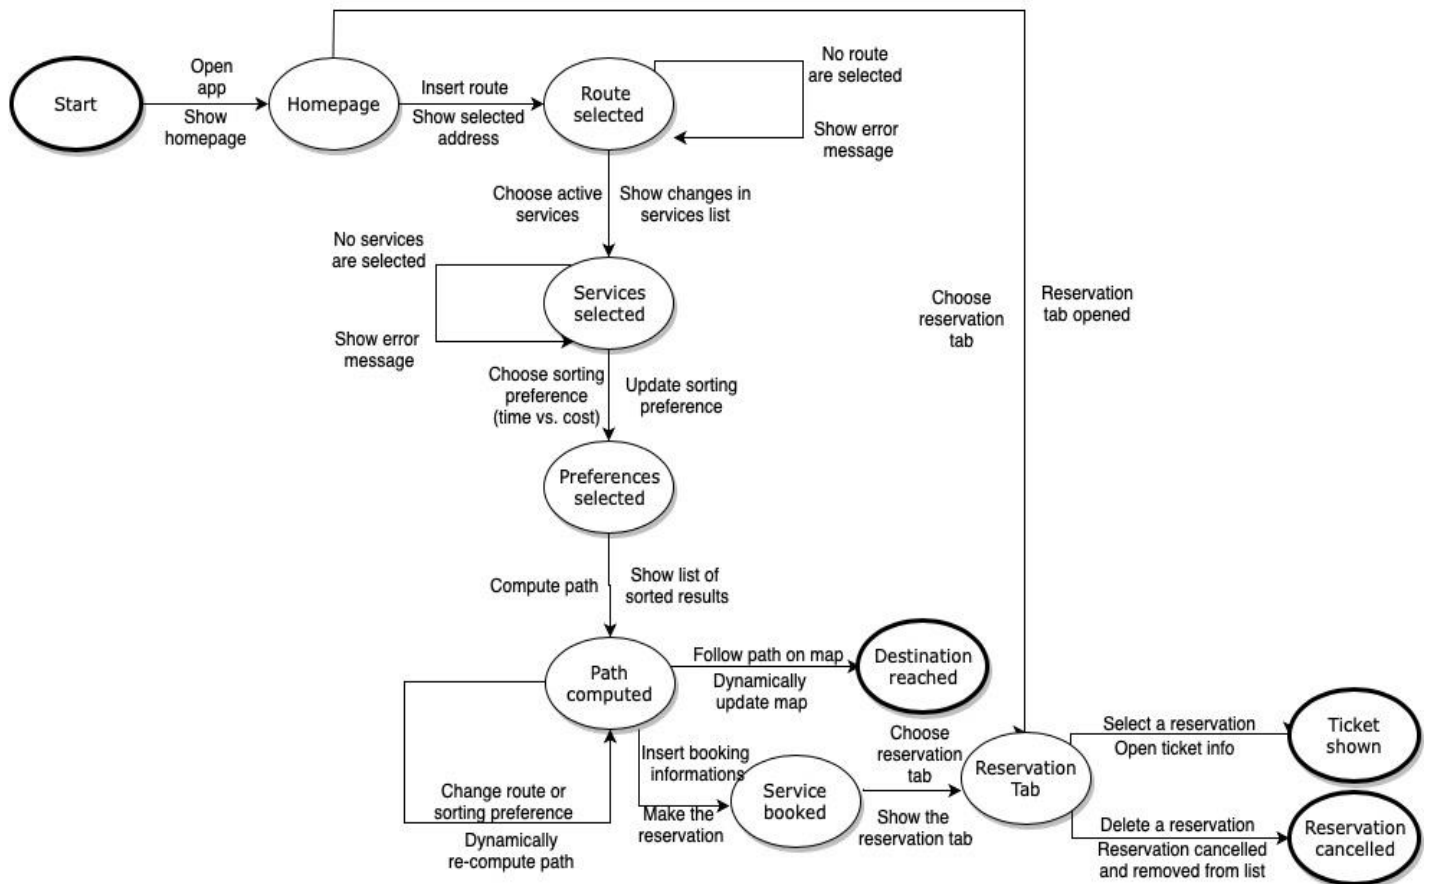 Start
Open
app
Show
homepage
Homepage
Insert route
Show selected
address
Route
selected
No route
are selected
Show error
message
Choose active
services
Show changes in
services list
No services
are selected
Show error
message
Services
selected
Choose
reservation
tab
Reservation
tab opened
Choose sorting
preference
(time vs. cost)
Update sorting
preference
Preferences
selected
Compute path
Show list of
sorted results
Path
computed
Follow path on map
Dynamically
update map
Destination
reached
Change route or
sorting preference
Dynamically
re-compute path
Insert booking
informations
Make the
reservation
Service
booked
Choose
reservation
tab
Show the
reservation tab
Reservation
Tab
Select a reservation
Open ticket info
Ticket
shown
Delete a reservation
Reservation cancelled
and removed from list
Reservation
cancelled